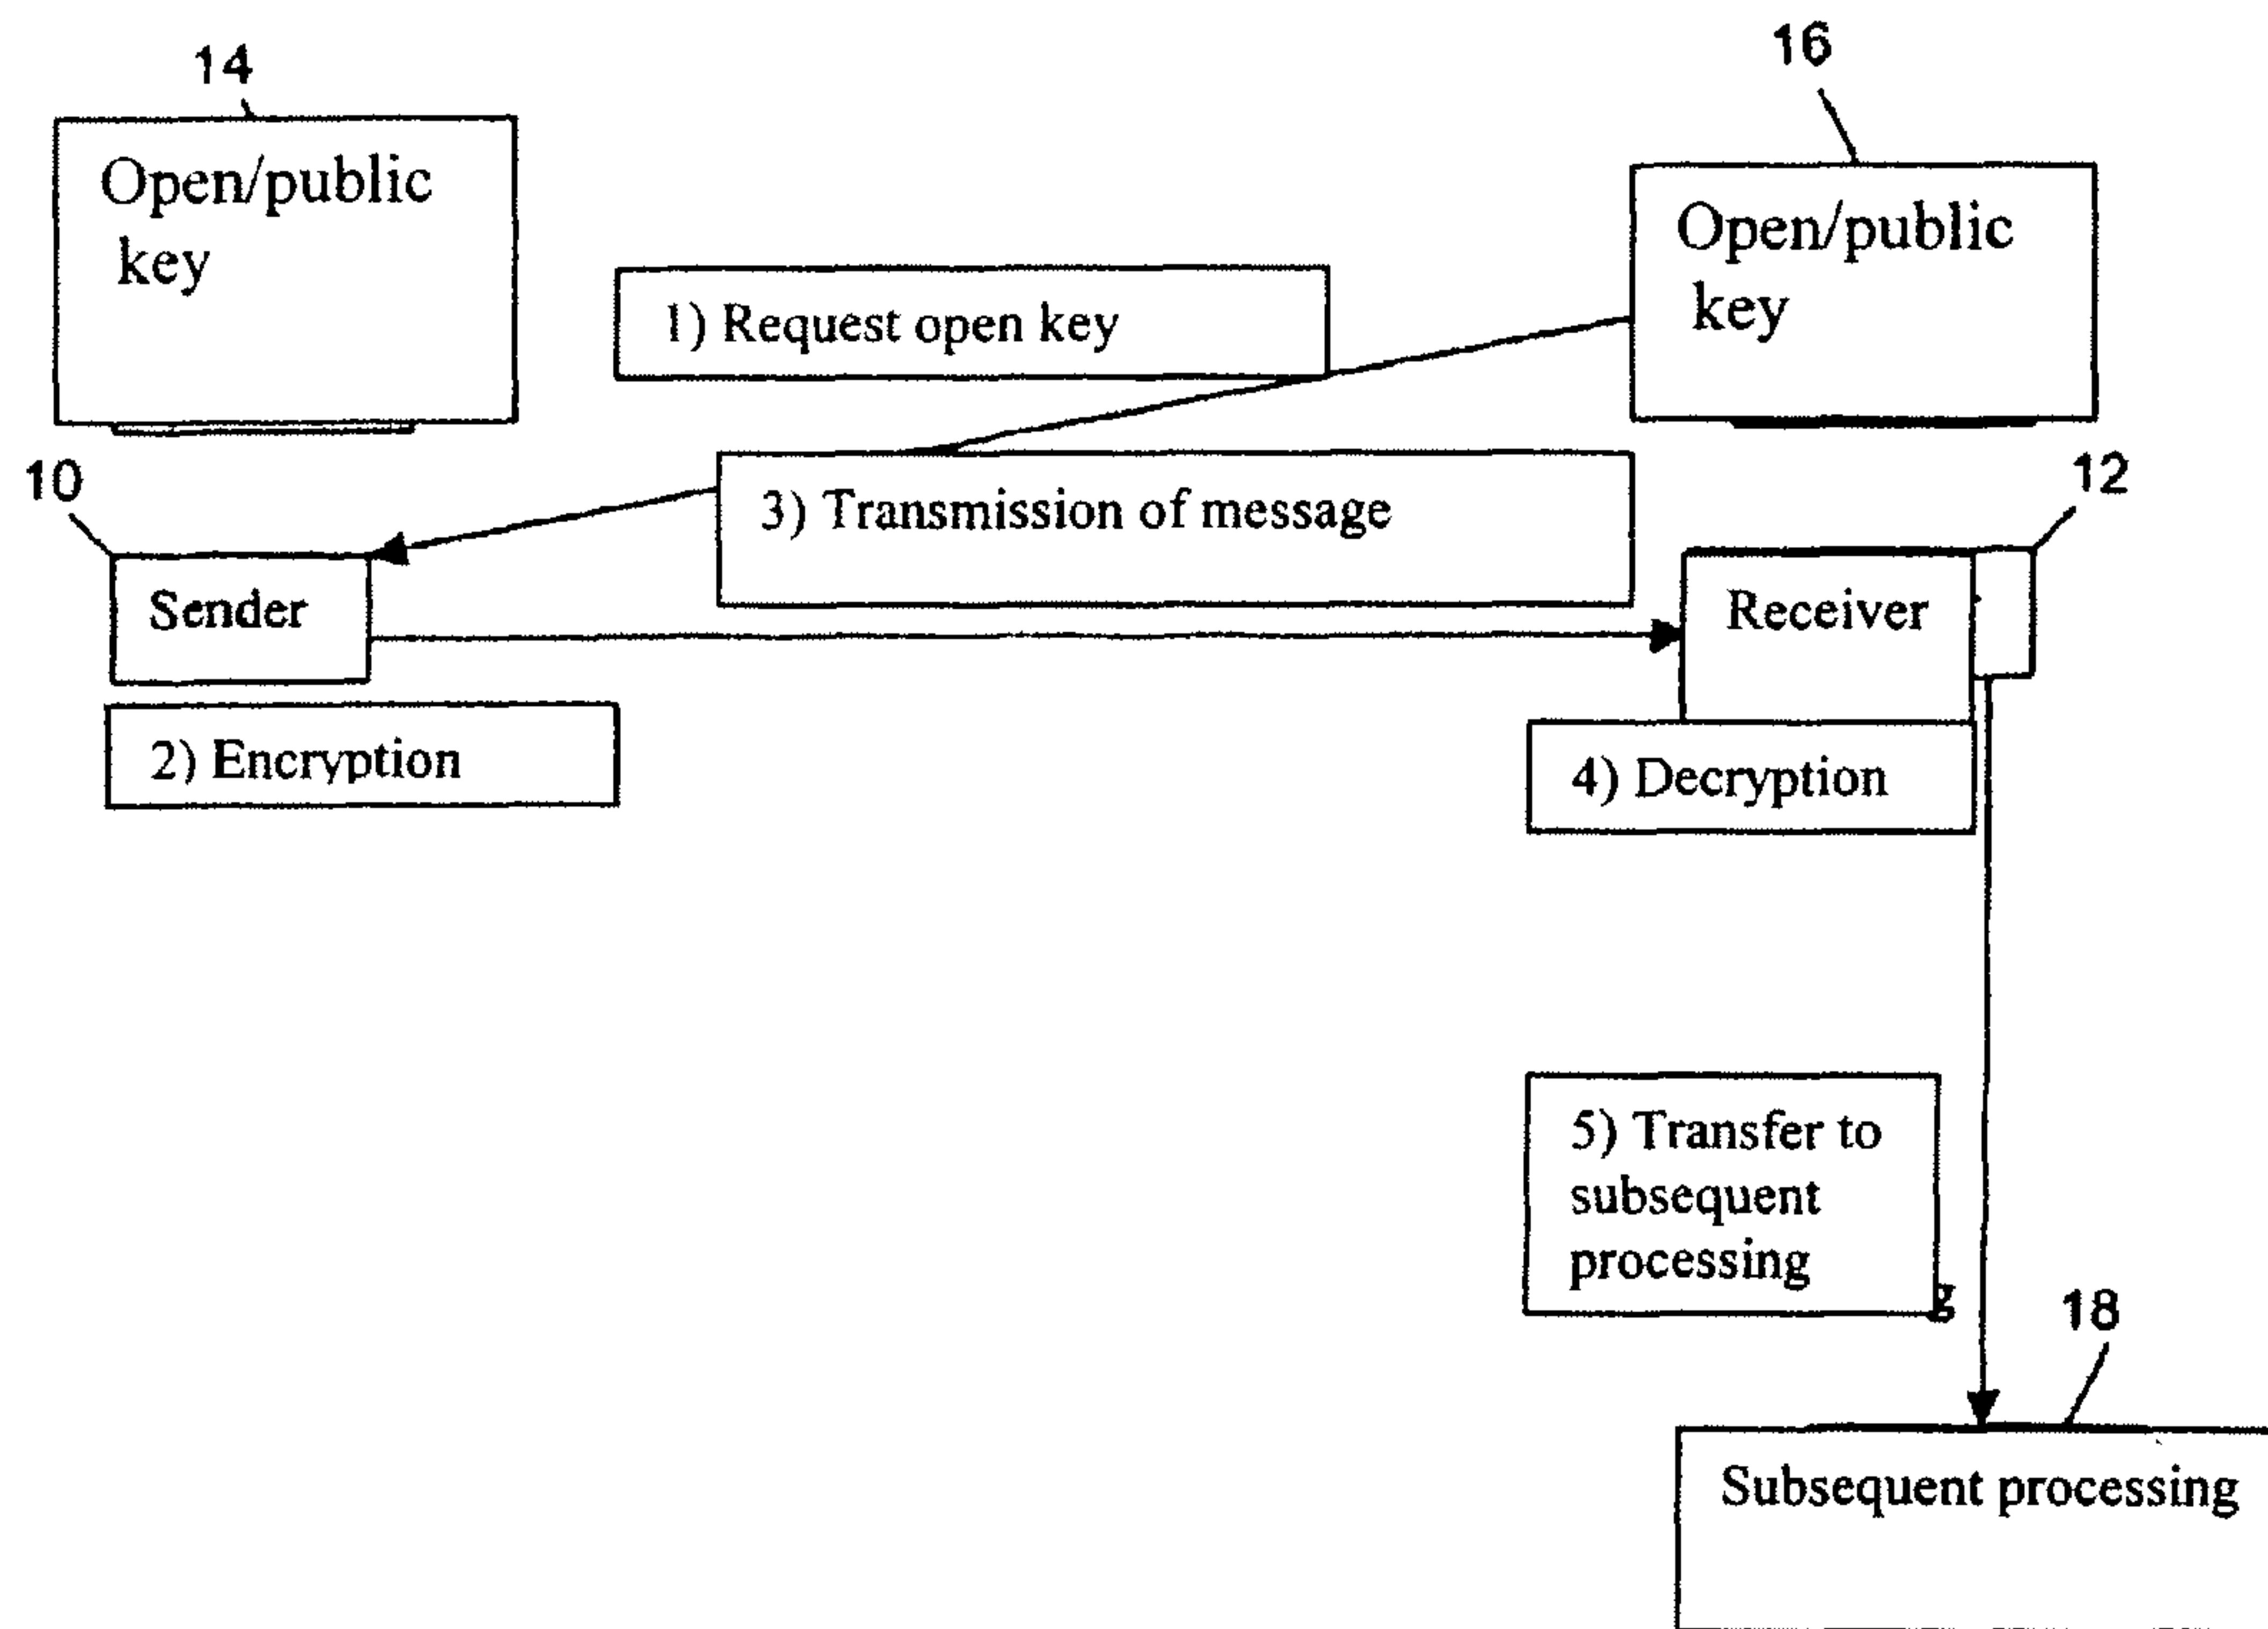 14
16
Open/public
key
Open/public
key
1) Request open key
10
12
3) Transmission of message
Sender
Receiver
2) Encryption
4) Decryption
5) Transfer to
subsequent
processing
g
18
Subsequent processing